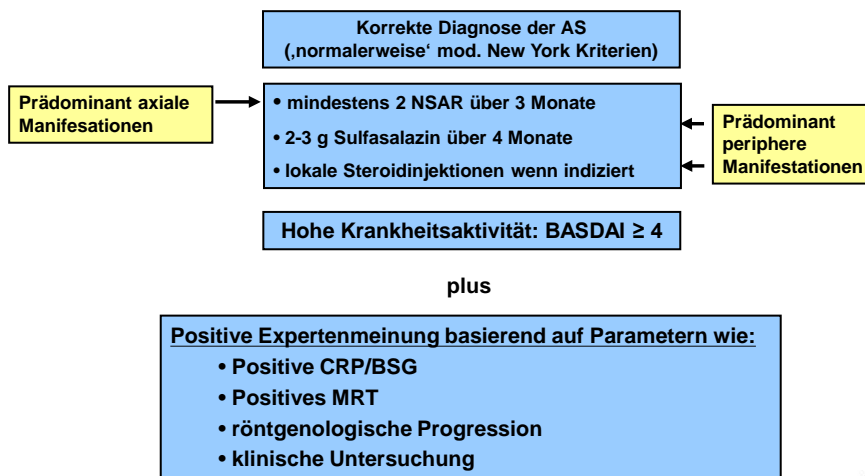 Korrekte Diagnose der AS
(‚normalerweise‘ mod. New York Kriterien)
Prädominant axiale
Manifesationen
• mindestens 2 NSAR über 3 Monate
• 2-3 g Sulfasalazin über 4 Monate
• lokale Steroidinjektionen wenn indiziert
Prädominant
periphere
Manifestationen
Hohe Krankheitsaktivität: BASDAI ≥ 4
plus
Positive Expertenmeinung basierend auf Parametern wie:
• Positive CRP/BSG
• Positives MRT
• röntgenologische Progression
• klinische Untersuchung